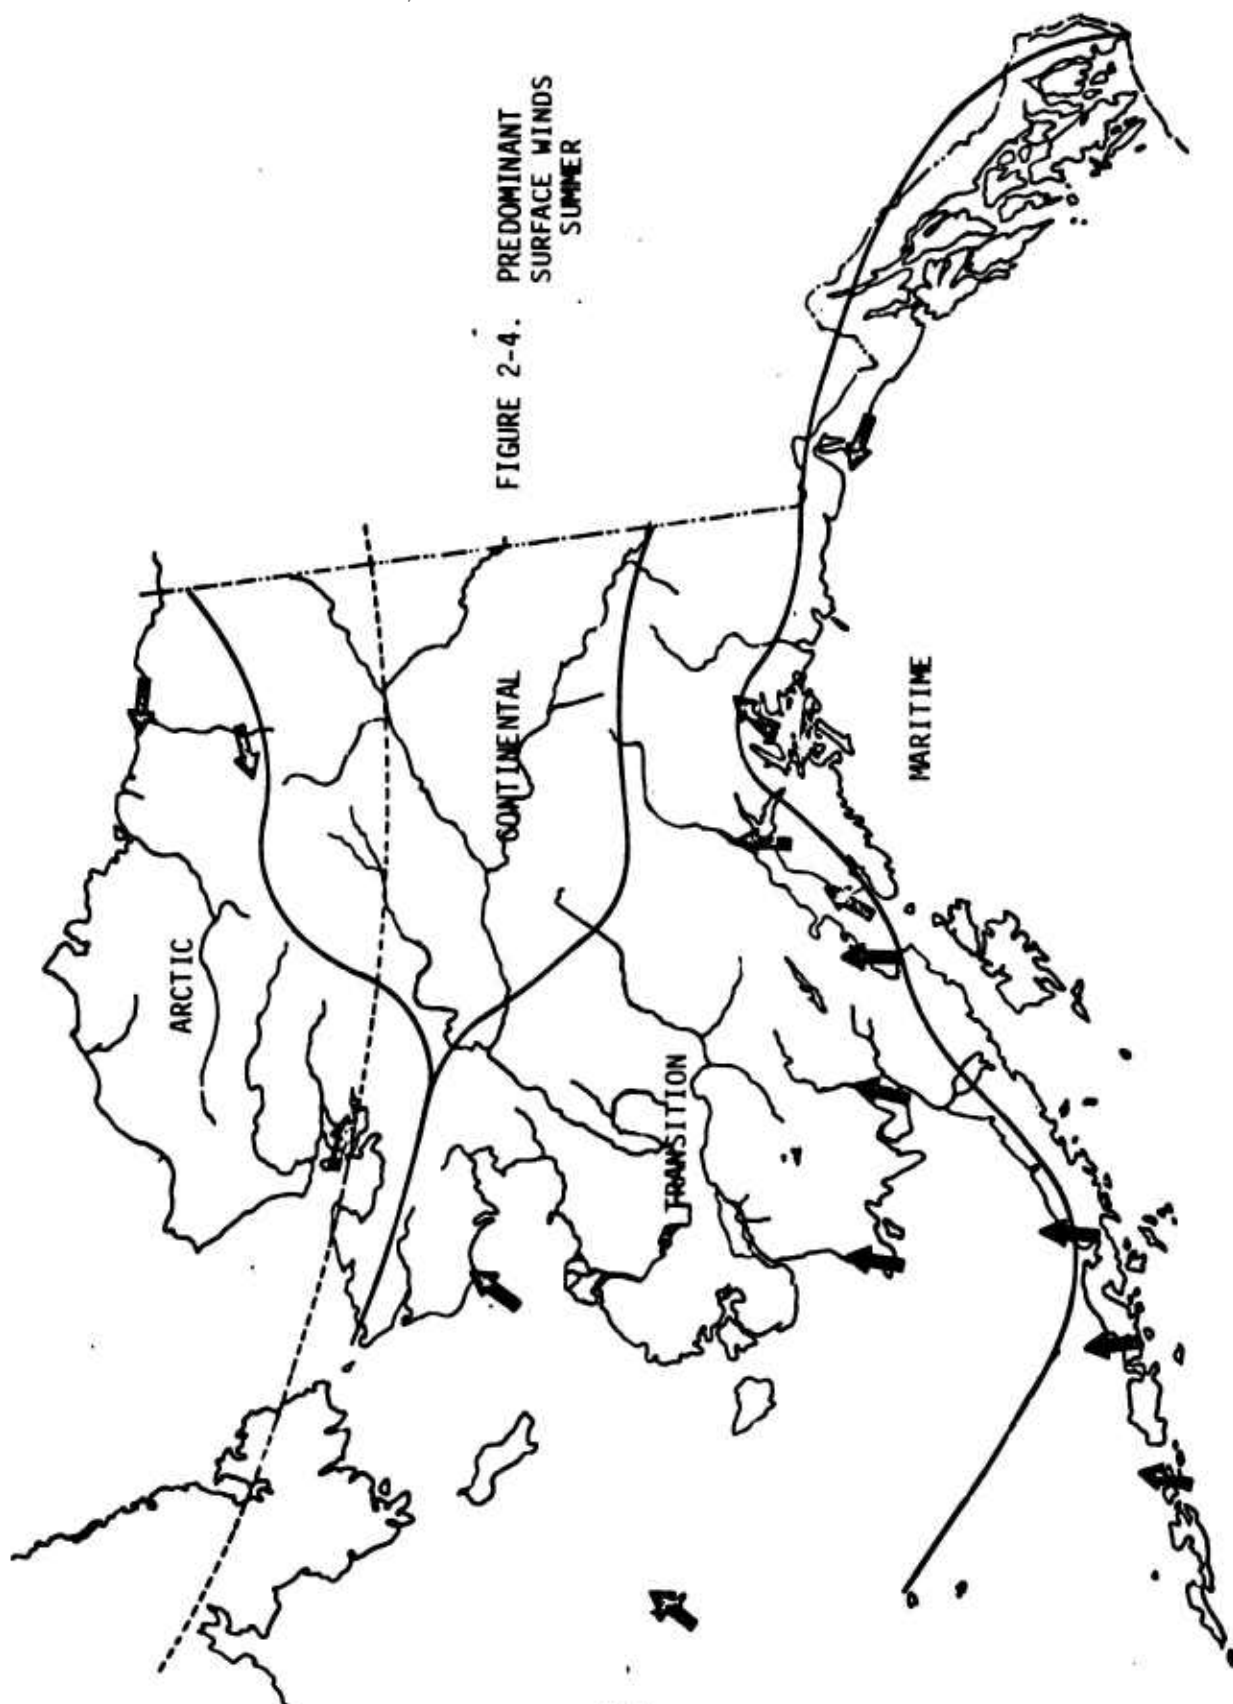 ARCTIC
CONTINENTAL
TRANSITION
MARITIME
FIGURE 2-4. PREDOMINANT
SURFACE WINDS
SUMMER